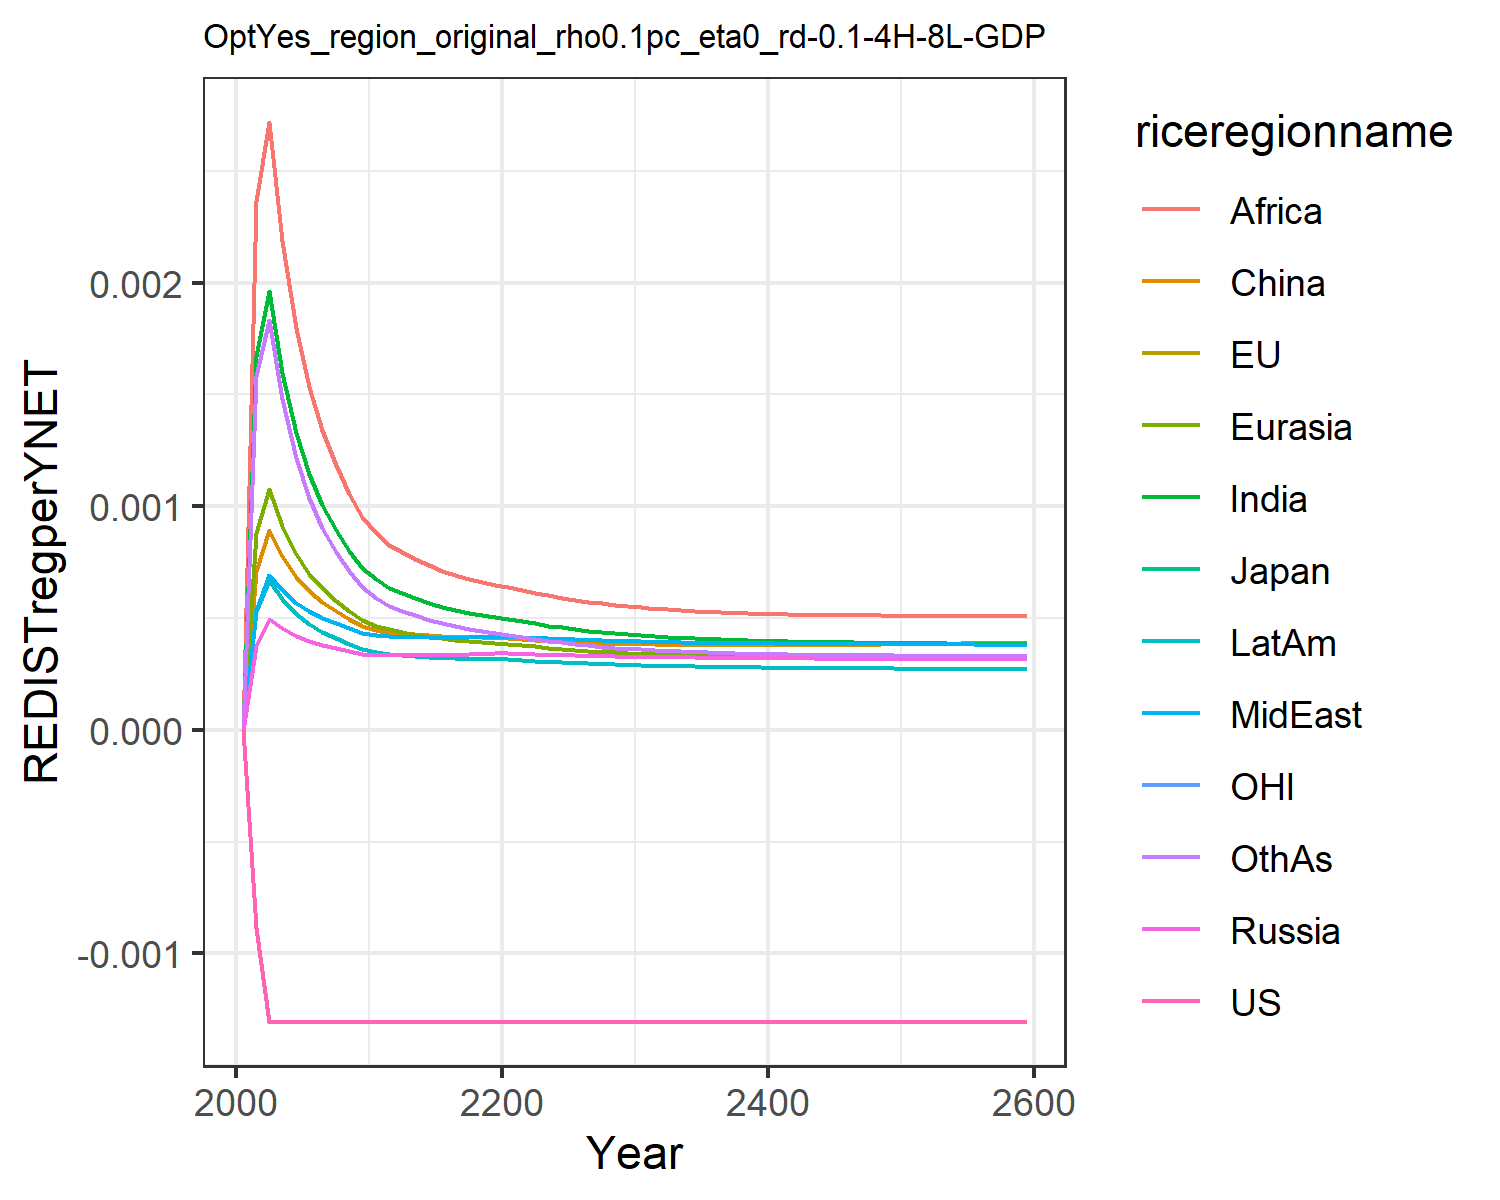 OptYes_region_original_rho0.1pc_eta0_rd-0.1-4H-8L-GDP
REDISTregperYNET
0.002
0.001
0.000
-0.001
2000
2200
2400
2600
Year
riceregionname
Africa
China
EU
Eurasia
India
Japan
LatAm
MidEast
OHI
OthAs
Russia
US